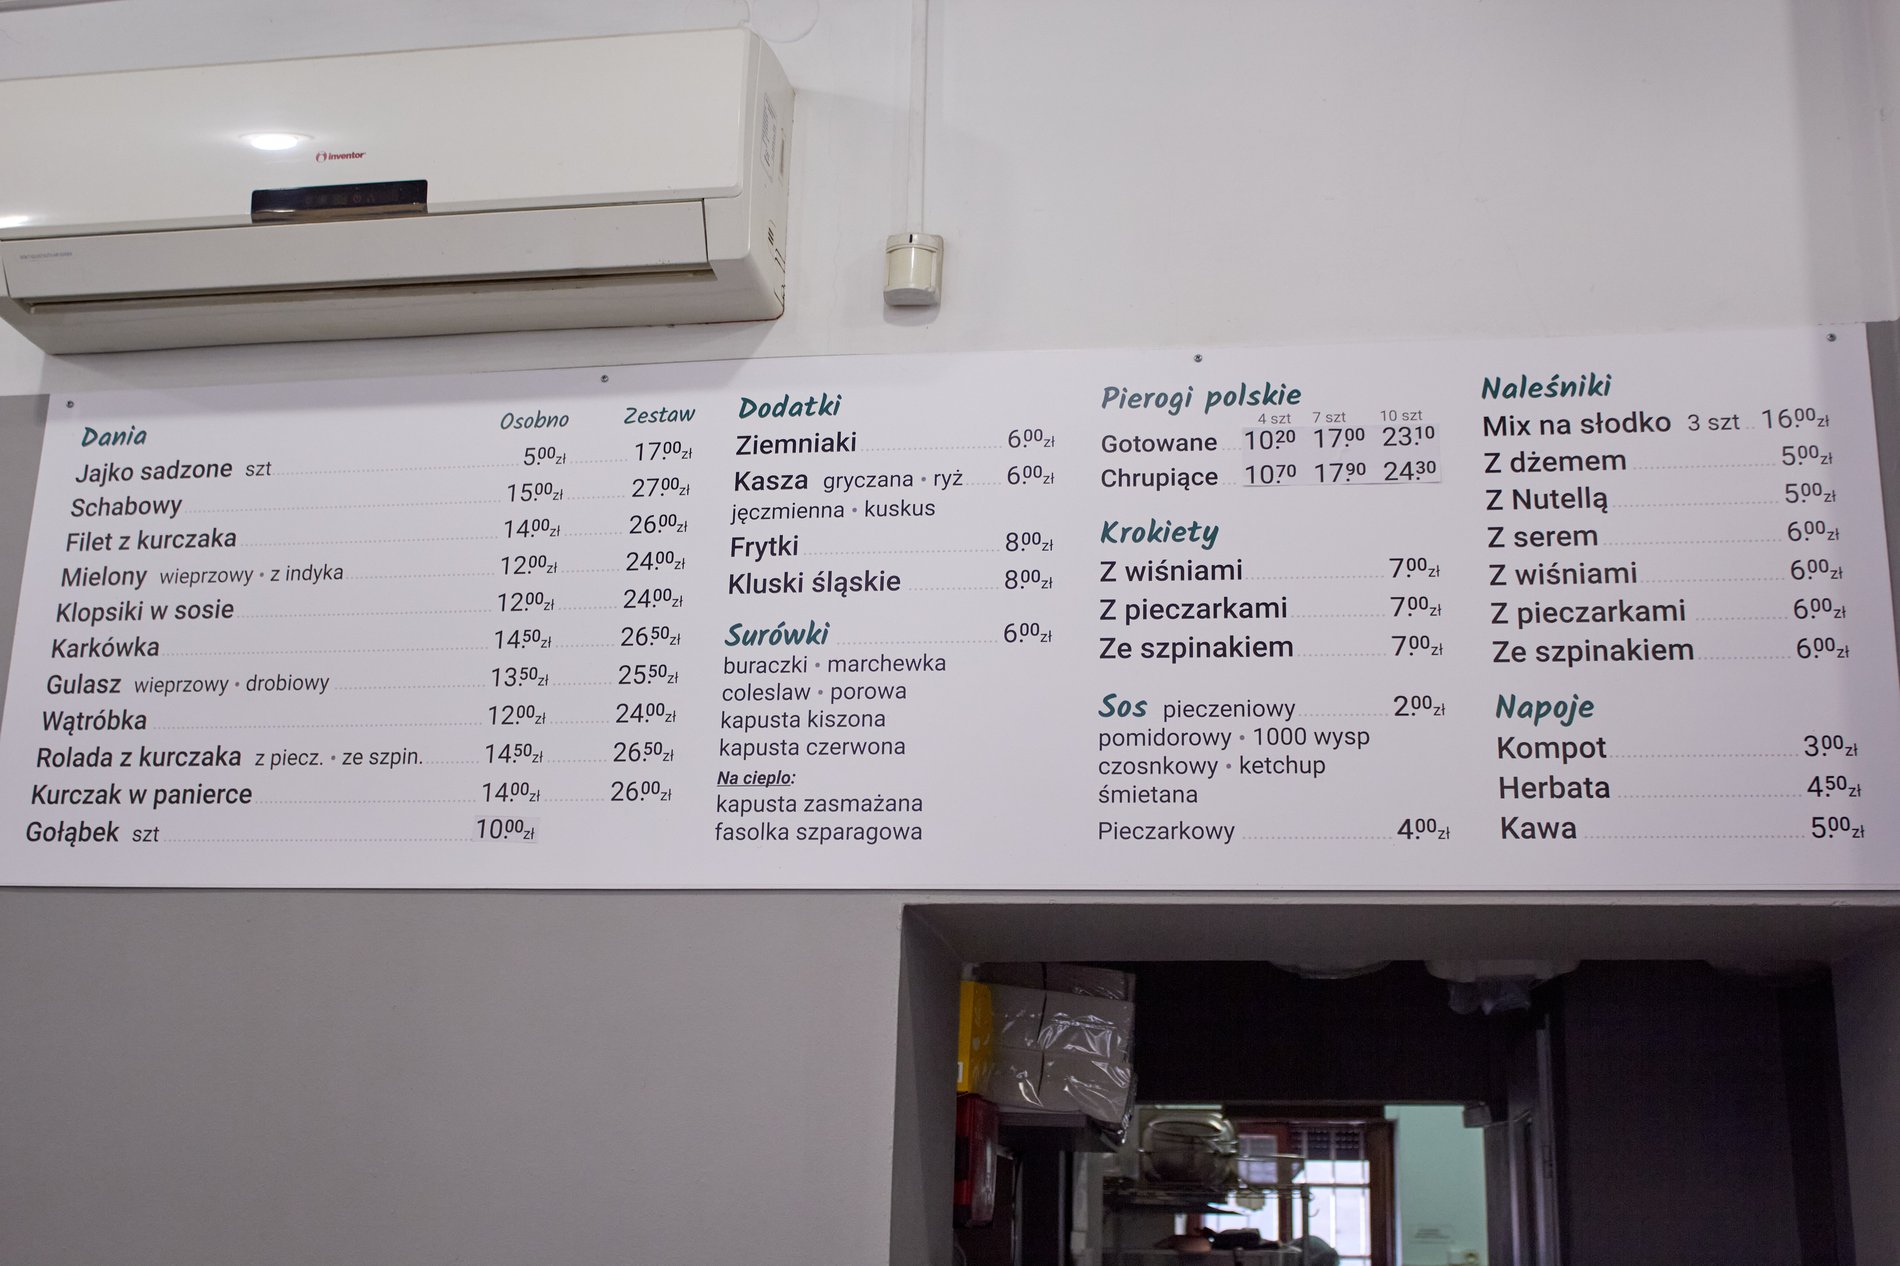 inventor
Dania Osobno Zestaw
Jajko sadzone szt 5.00zł 17.00zł
Schabowy 15.00zł 27.00zł
Filet z kurczaka 14.00zł 26.00zł
Mielony wieprzowy • z indyka 12.00zł 24.00zł
Klopsiki w sosie 12.00zł 24.00zł
Karkówka 14.50zł 26.50zł
Gulasz wieprzowy • drobiowy 13.50zł 25.50zł
Wątróbka 12.00zł 24.00zł
Rolada z kurczaka z piecz. • ze szpin. 14.50zł 26.50zł
Kurczak w panierce 14.00zł 26.00zł
Gołąbek szt 10.00zł
Dodatki
Ziemniaki 6.00zł
Kasza gryczana • ryż 6.00zł
jęczmienna • kuskus
Frytki 8.00zł
Kluski śląskie 8.00zł
Surówki 6.00zł
buraczki • marchewka
coleslaw • porowa
kapusta kiszona
kapusta czerwona
Na ciepło:
kapusta zasmażana
fasolka szparagowa
Pierogi polskie
4 szt 7 szt 10 szt
Gotowane 10.20 17.00 23.10
Chrupiące 10.70 17.90 24.30
Krokiety
Z wiśniami 7.00zł
Z pieczarkami 7.00zł
Ze szpinakiem 7.00zł
Sos pieczeniowy 2.00zł
pomidorowy • 1000 wysp
czosnkowy • ketchup
śmietana
Pieczarkowy 4.00zł
Naleśniki
Mix na słodko 3 szt 16.00zł
Z dżemem 5.00zł
Z Nutellą 5.00zł
Z serem 6.00zł
Z wiśniami 6.00zł
Z pieczarkami 6.00zł
Ze szpinakiem 6.00zł
Napoje
Kompot 3.00zł
Herbata 4.50zł
Kawa 5.00zł